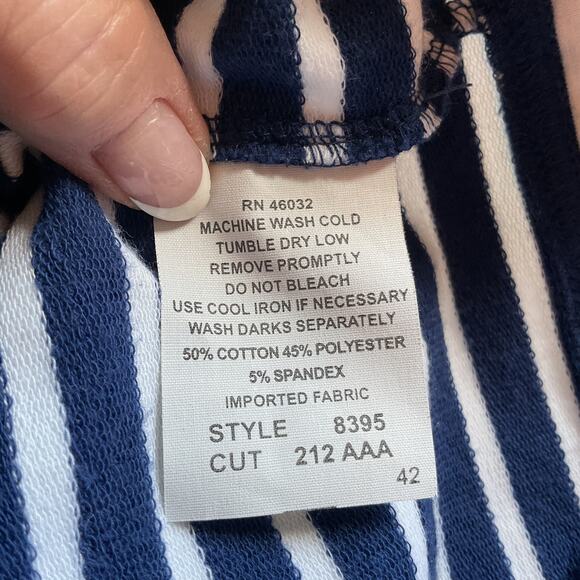 RN 46032
MACHINE WASH COLD
TUMBLE DRY LOW
REMOVE PROMPTLY
DO NOT BLEACH
USE COOL IRON IF NECESSARY
WASH DARKS SEPARATELY
50% COTTON 45% POLYESTER
5% SPANDEX
IMPORTED FABRIC
STYLE 8395
CUT 212 AAA
42